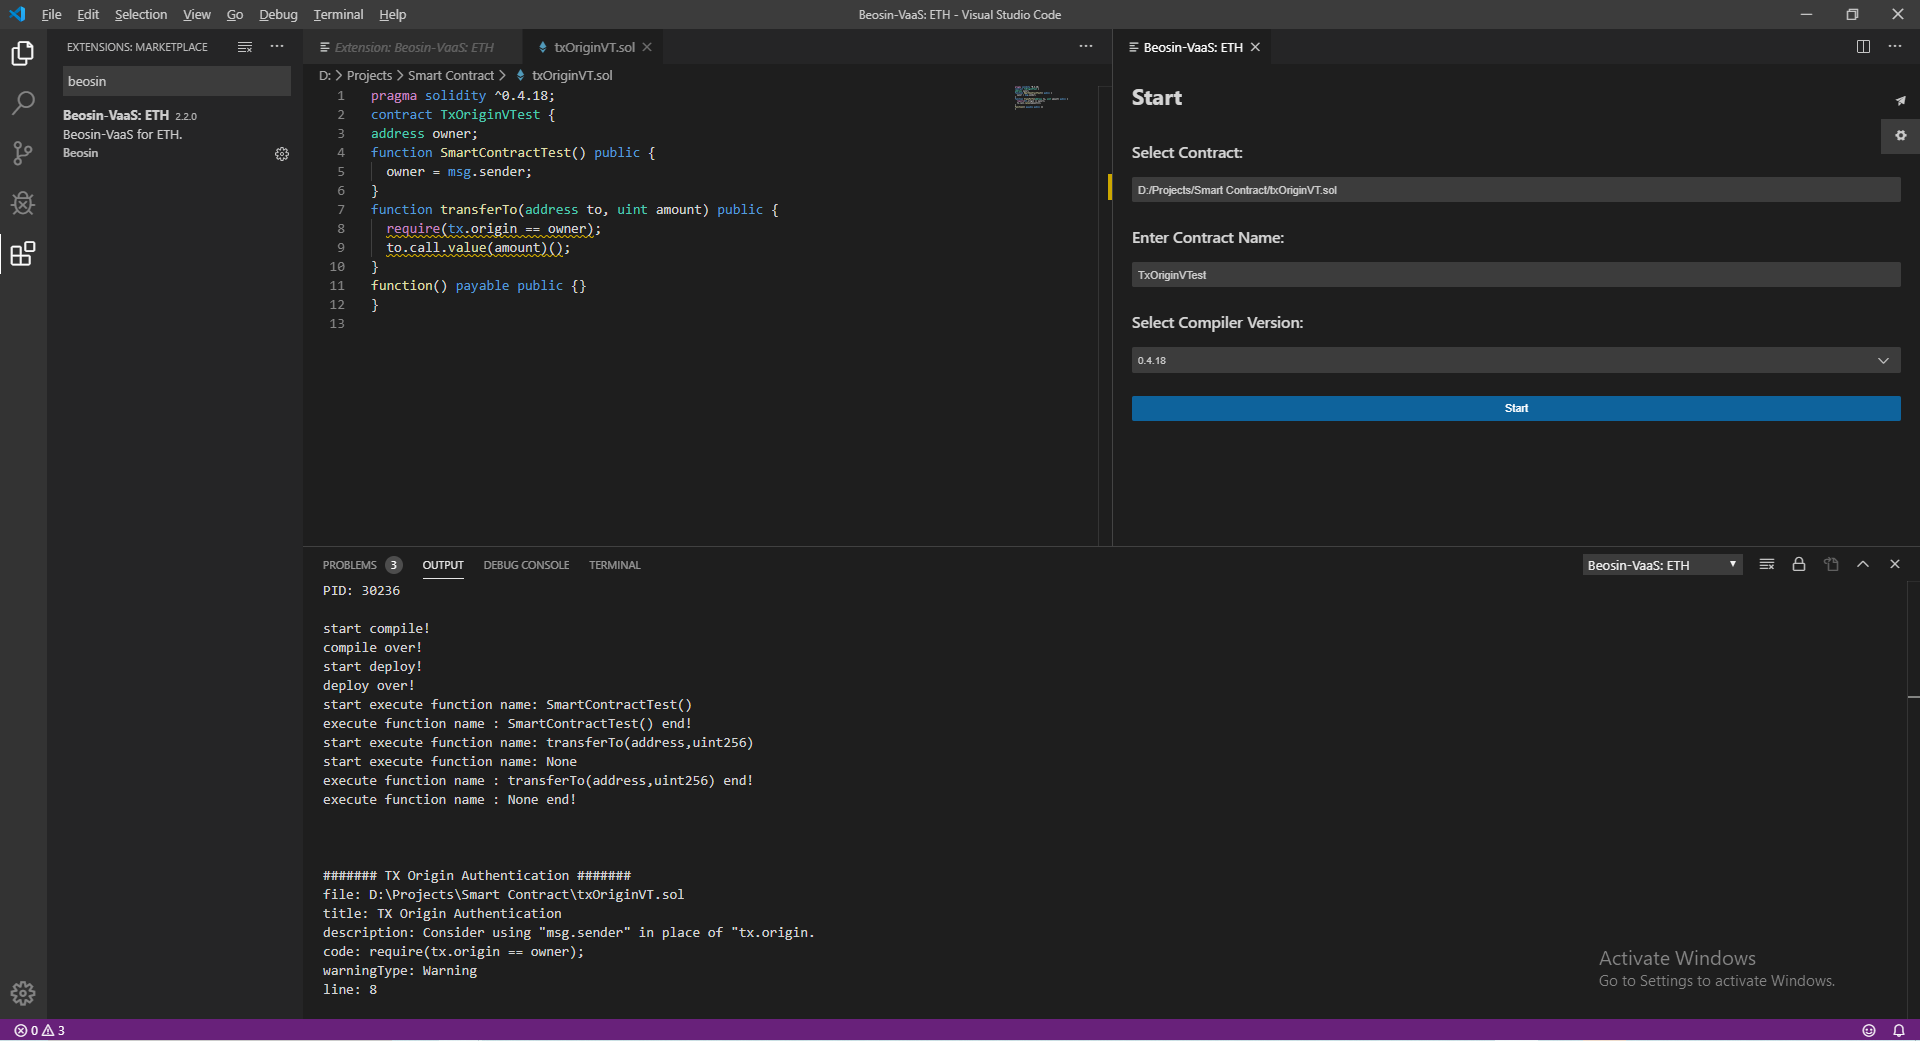 File Edit Selection View Go Debug Terminal Help
Beosin-VaaS: ETH - Visual Studio Code
EXTENSIONS: MARKETPLACE
beosin
Beosin-VaaS: ETH 2.2.0
Beosin-VaaS for ETH.
Beosin
Extension: Beosin-VaaS: ETH
txOriginVT.sol
D: > Projects > Smart Contract > txOriginVT.sol
1 pragma solidity ^0.4.18;
2 contract TxOriginVTest {
3 address owner;
4 function SmartContractTest() public {
5 owner = msg.sender;
6 }
7 function transferTo(address to, uint amount) public {
8 require(tx.origin == owner);
9 to.call.value(amount)();
10 }
11 function() payable public {}
12 }
13
Beosin-VaaS: ETH
Start
Select Contract:
D:/Projects/Smart Contract/txOriginVT.sol
Enter Contract Name:
TxOriginVTest
Select Compiler Version:
0.4.18
Start
PROBLEMS 3 OUTPUT DEBUG CONSOLE TERMINAL
Beosin-VaaS: ETH
PID: 30236
start compile!
compile over!
start deploy!
deploy over!
start execute function name: SmartContractTest()
execute function name : SmartContractTest() end!
start execute function name: transferTo(address,uint256)
start execute function name: None
execute function name : transferTo(address,uint256) end!
execute function name : None end!
####### TX Origin Authentication #######
file: D:\Projects\Smart Contract\txOriginVT.sol
title: TX Origin Authentication
description: Consider using "msg.sender" in place of "tx.origin.
code: require(tx.origin == owner);
warningType: Warning
line: 8
Activate Windows
Go to Settings to activate Windows.
0 3